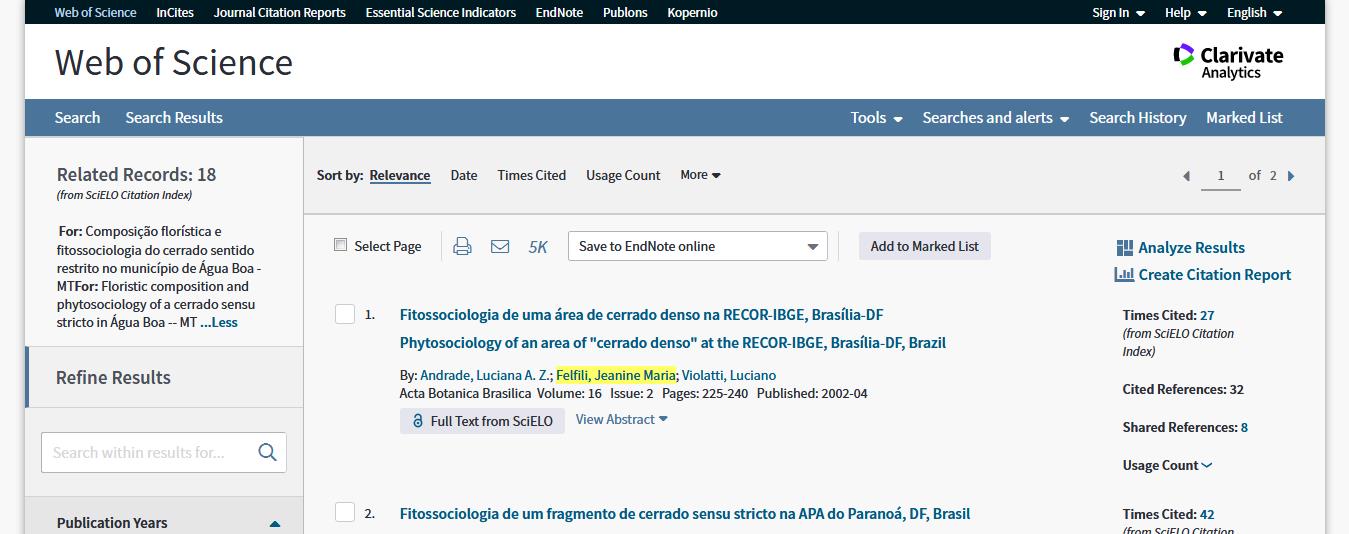 Web of Science InCites Journal Citation Reports Essential Science Indicators EndNote Publons Kopernio Sign In Help English
Web of Science
Clarivate
Analytics
Search Search Results Tools Searches and alerts Search History Marked List
Related Records: 18
(from SciELO Citation Index)
For: Composição florística e
fitossociologia do cerrado sentido
restrito no município de Água Boa -
MTFor: Floristic composition and
phytosociology of a cerrado sensu
stricto in Água Boa -- MT ...Less
Refine Results
Search within results for...
Publication Years
Sort by: Relevance Date Times Cited Usage Count More
1 of 2
Select Page 5K Save to EndNote online Add to Marked List
Analyze Results
Create Citation Report
1. Fitossociologia de uma área de cerrado denso na RECOR-IBGE, Brasília-DF
Phytosociology of an area of "cerrado denso" at the RECOR-IBGE, Brasília-DF, Brazil
By: Andrade, Luciana A. Z.; Felfili, Jeanine Maria; Violatti, Luciano
Acta Botanica Brasilica Volume: 16 Issue: 2 Pages: 225-240 Published: 2002-04
Full Text from SciELO View Abstract
Times Cited: 27
(from SciELO Citation
Index)
Cited References: 32
Shared References: 8
Usage Count
2. Fitossociologia de um fragmento de cerrado sensu stricto na APA do Paranoá, DF, Brasil
Times Cited: 42
(from SciELO Citation